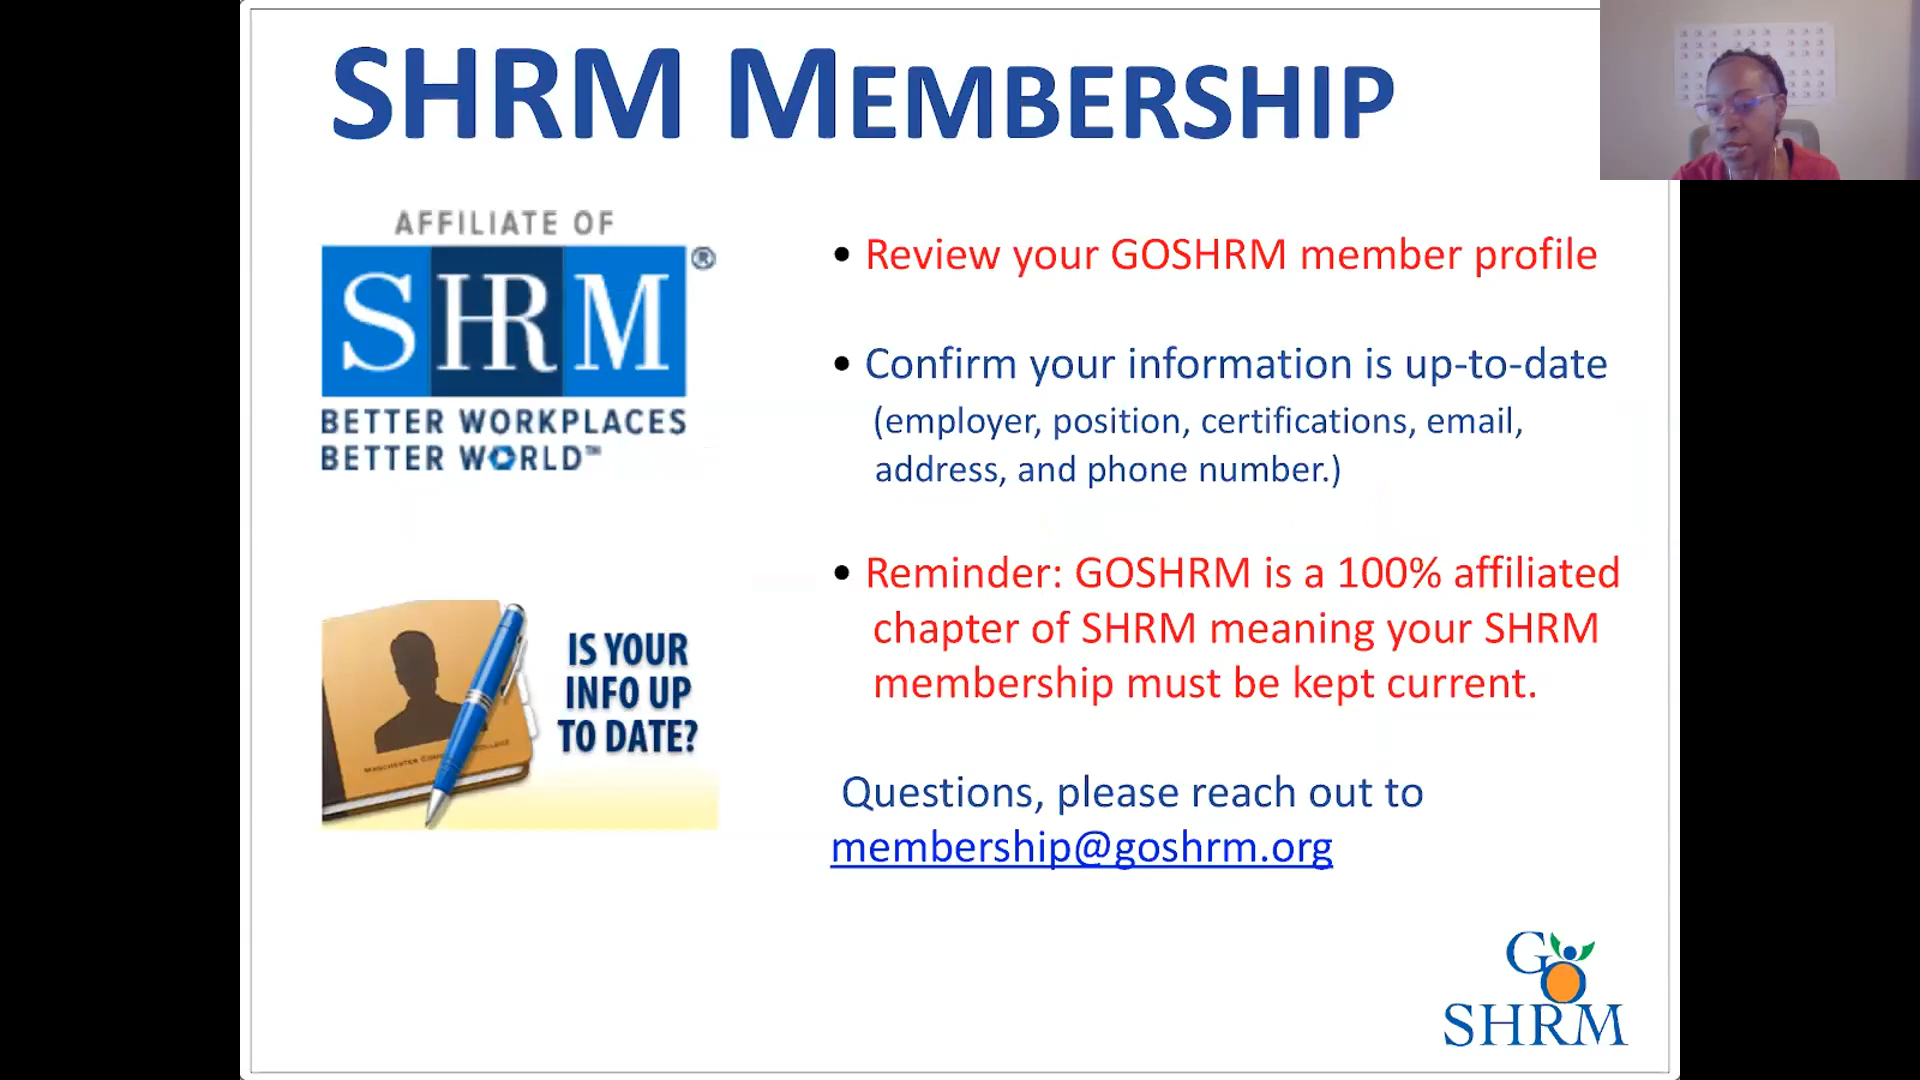 SHRM MEMBERSHIP
AFFILIATE OF
SHRM®
BETTER WORKPLACES
BETTER WORLD™
IS YOUR
INFO UP
TO DATE?
• Review your GOSHRM member profile
• Confirm your information is up-to-date
(employer, position, certifications, email,
address, and phone number.)
• Reminder: GOSHRM is a 100% affiliated
chapter of SHRM meaning your SHRM
membership must be kept current.
Questions, please reach out to
membership@goshrm.org
GO
SHRM